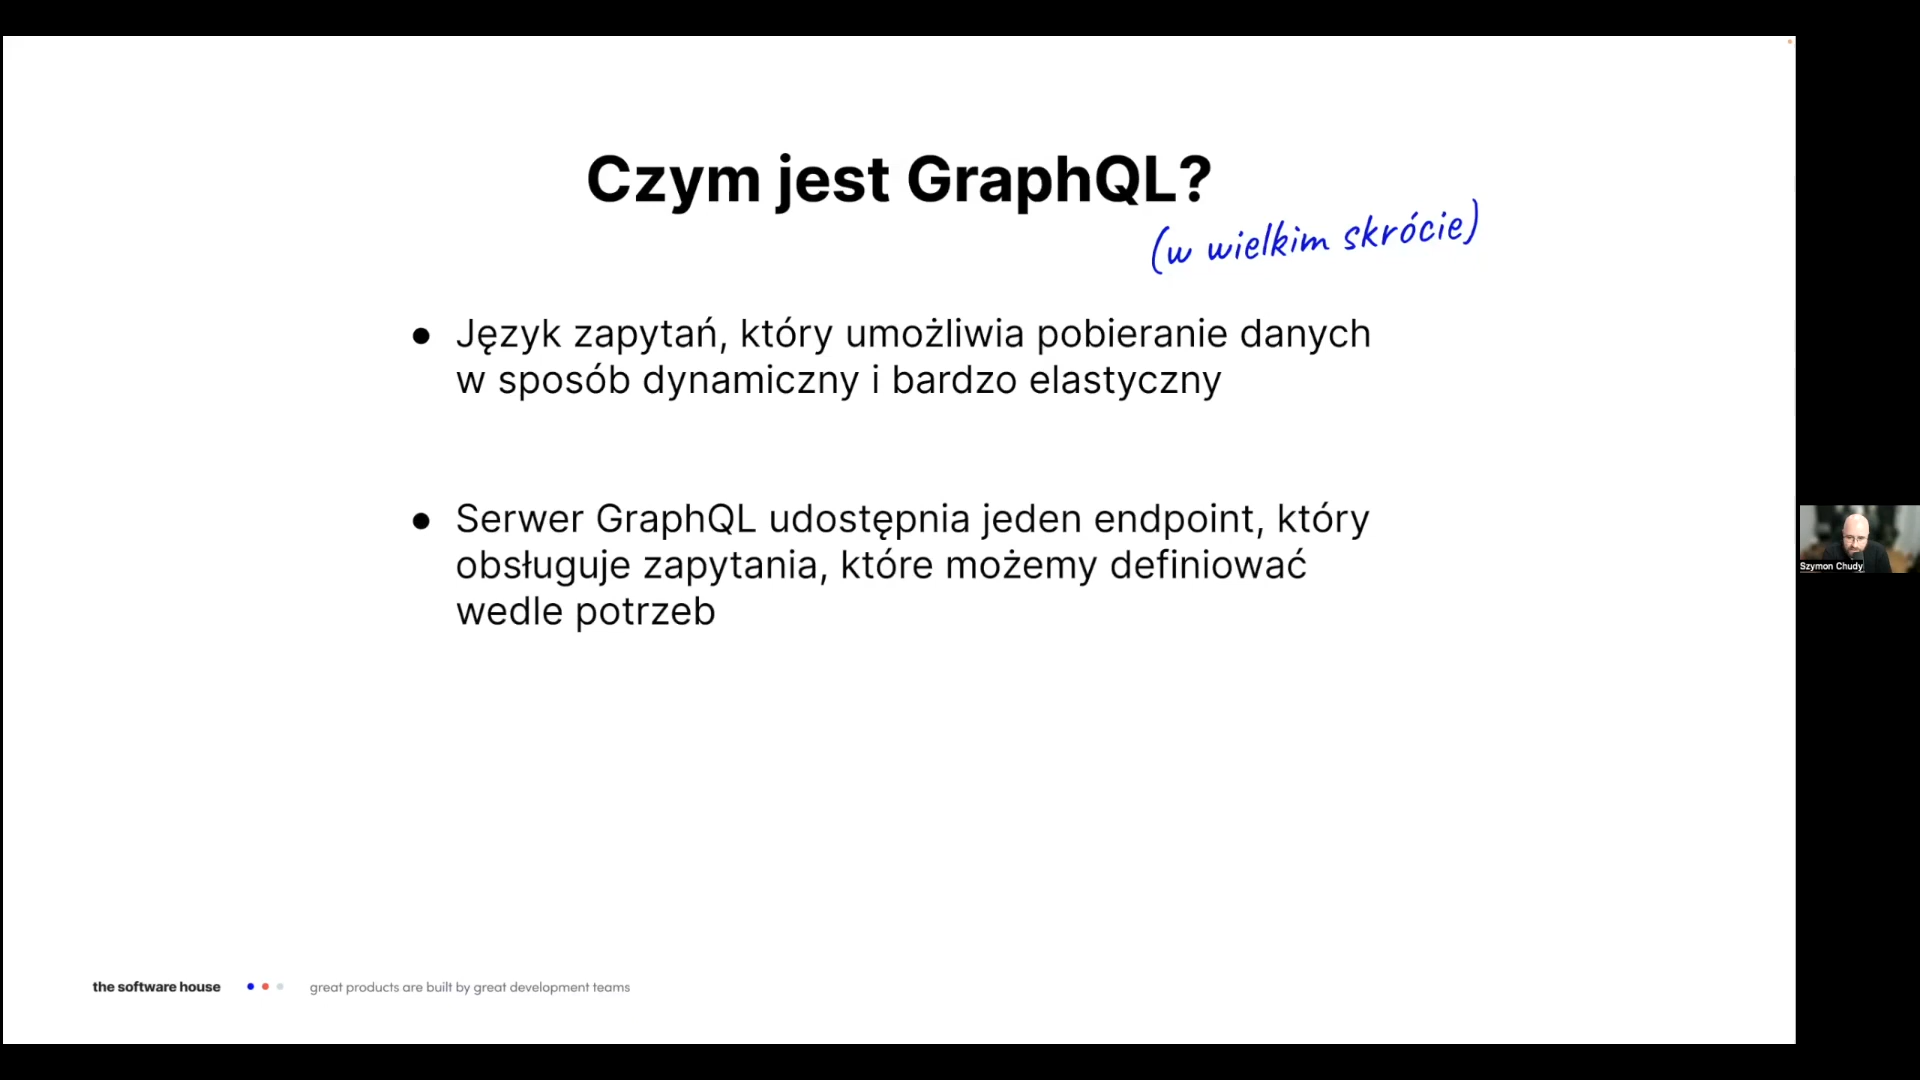 Czym jest GraphQL?
(w wielkim skrócie)
● Język zapytań, który umożliwia pobieranie danych
w sposób dynamiczny i bardzo elastyczny
● Serwer GraphQL udostępnia jeden endpoint, który
obsługuje zapytania, które możemy definiować
wedle potrzeb
Szymon Chudy
the software house great products are built by great development teams